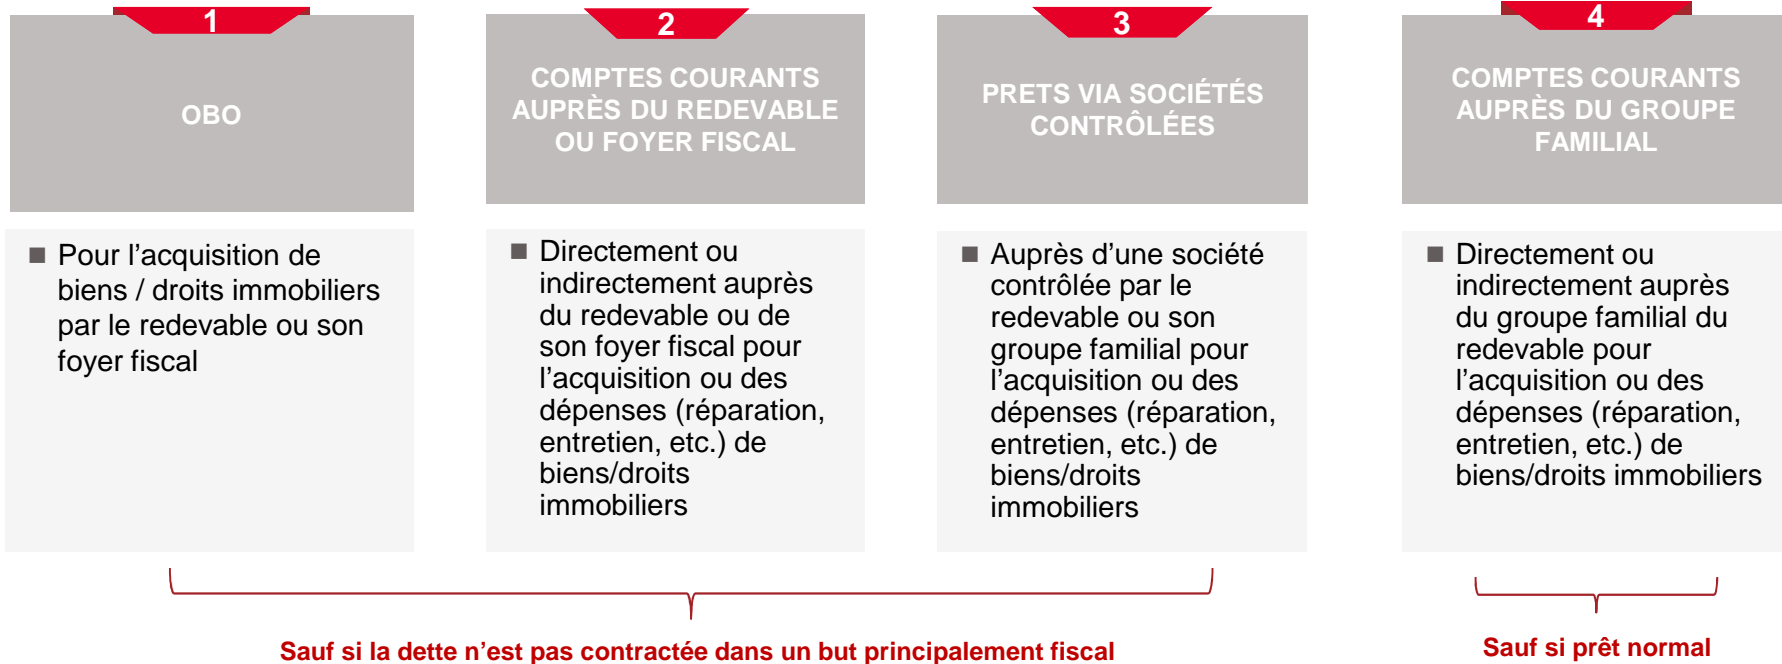 1
OBO
■ Pour l’acquisition de
biens / droits immobiliers
par le redevable ou son
foyer fiscal
2
COMPTES COURANTS
AUPRÈS DU REDEVABLE
OU FOYER FISCAL
■ Directement ou
indirectement auprès
du redevable ou de
son foyer fiscal pour
l’acquisition ou des
dépenses (réparation,
entretien, etc.) de
biens/droits
immobiliers
3
PRETS VIA SOCIÉTÉS
CONTRÔLÉES
■ Auprès d’une société
contrôlée par le
redevable ou son
groupe familial pour
l’acquisition ou des
dépenses (réparation,
entretien, etc.) de
biens/droits
immobiliers
4
COMPTES COURANTS
AUPRÈS DU GROUPE
FAMILIAL
■ Directement ou
indirectement auprès
du groupe familial du
redevable pour
l’acquisition ou des
dépenses (réparation,
entretien, etc.) de
biens/droits immobiliers
Sauf si la dette n’est pas contractée dans un but principalement fiscal
Sauf si prêt normal